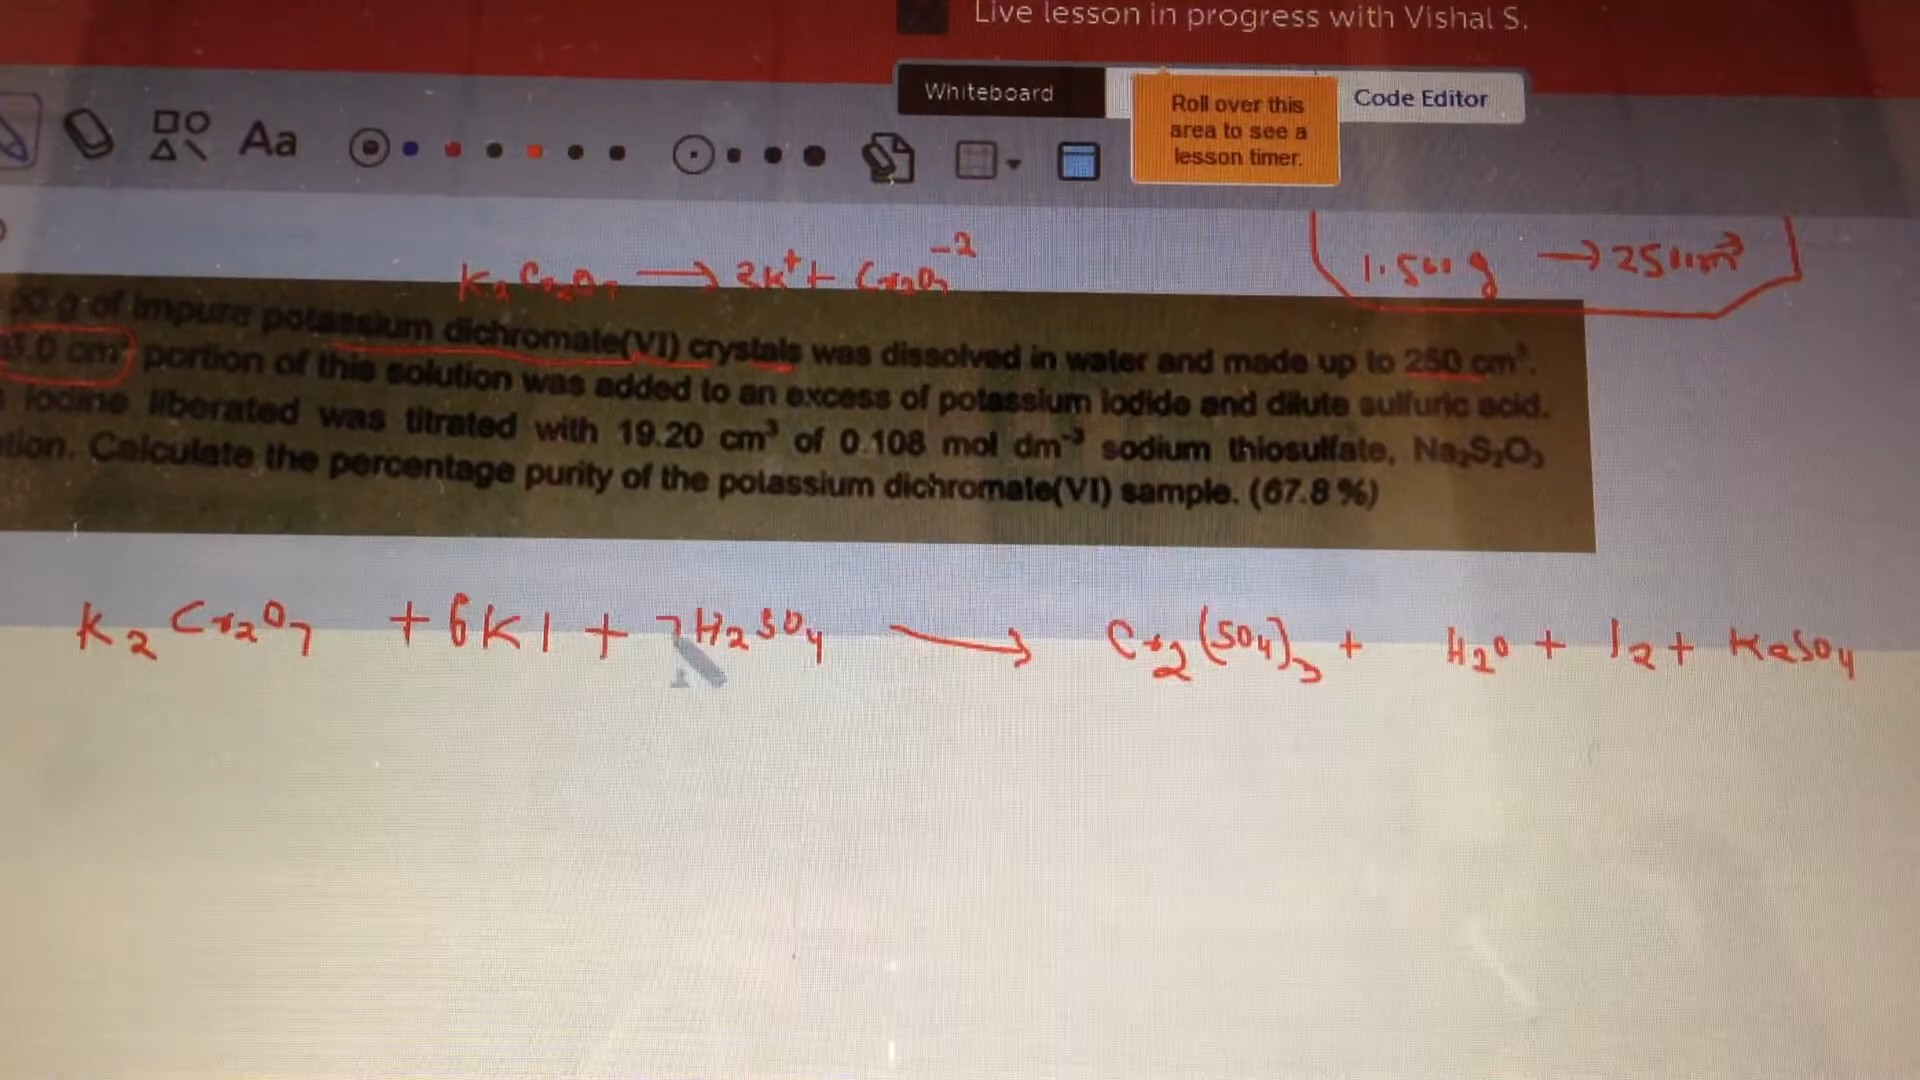 Live lesson in progress with Vishal S.
Whiteboard
Roll over this
area to see a
lesson timer.
Code Editor
Aa
K₂Cr₂O₇ → 2K⁺ + Cr₂O₇⁻²
1.500 g → 250 cm³
00 g of impure potassium dichromate(VI) crystals was dissolved in water and made up to 250 cm³.
5.0 cm³ portion of this solution was added to an excess of potassium iodide and dilute sulfuric acid.
iodine liberated was titrated with 19.20 cm³ of 0.108 mol dm⁻³ sodium thiosulfate, Na₂S₂O₃
tion. Calculate the percentage purity of the potassium dichromate(VI) sample. (67.8 %)
K₂Cr₂O₇ + 6KI + 7H₂SO₄ → Cr₂(SO₄)₃ + H₂O + I₂ + K₂SO₄